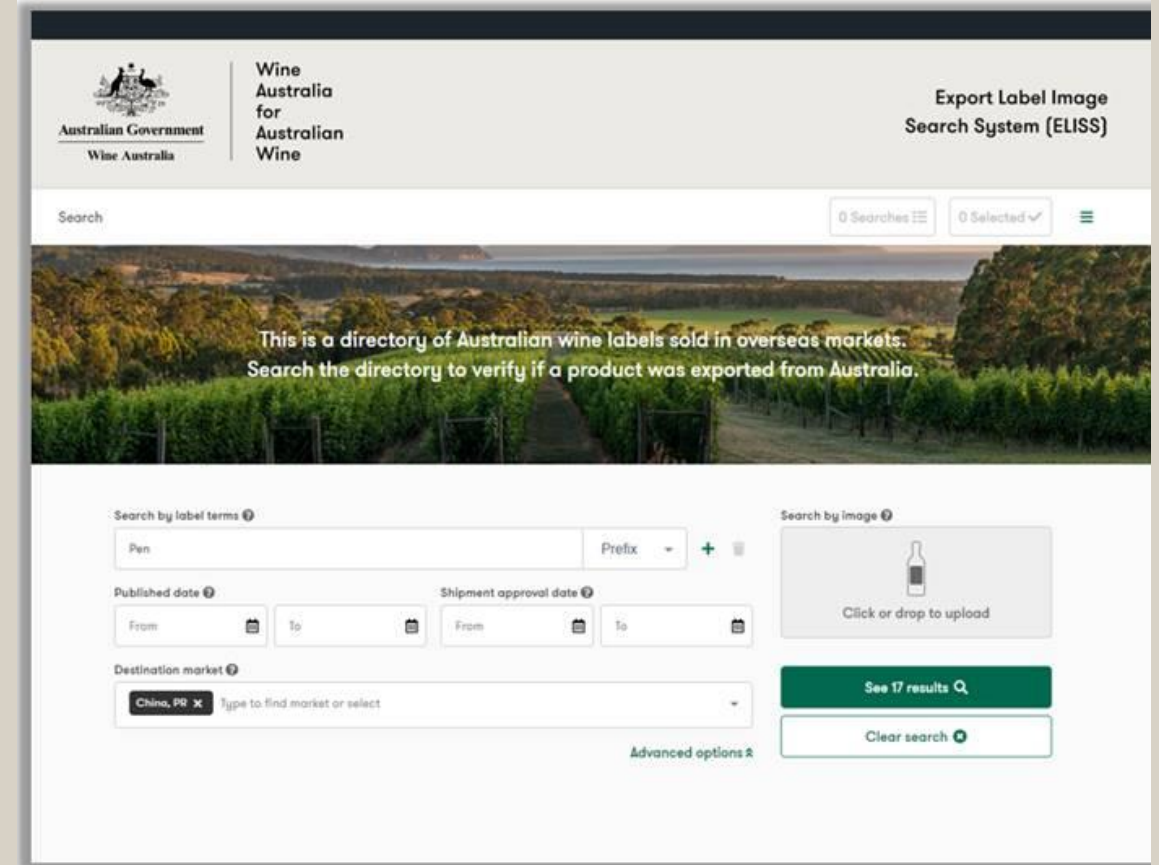 Australian Government
Wine Australia
Wine
Australia
for
Australian
Wine
Export Label Image
Search System (ELISS)
Search
0 Searches
0 Selected
This is a directory of Australian wine labels sold in overseas markets.
Search the directory to verify if a product was exported from Australia.
Search by label terms
Pen
Prefix
Search by image
Click or drop to upload
Published date
Shipment approval date
From
To
From
To
Destination market
China, PR
Type to find market or select
Advanced options
See 17 results
Clear search